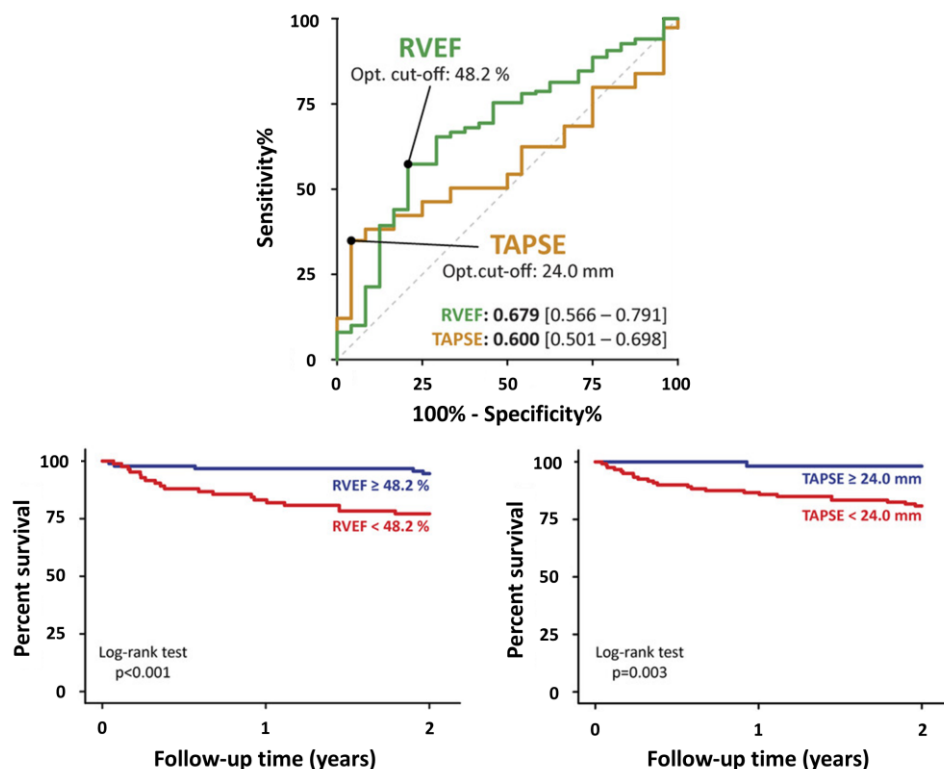 100
75
50
25
0
Sensitivity%
RVEF
Opt. cut-off: 48.2 %
TAPSE
Opt.cut-off: 24.0 mm
RVEF: 0.679 [0.566 – 0.791]
TAPSE: 0.600 [0.501 – 0.698]
0 25 50 75 100
100% - Specificity%
100
75
50
25
0
Percent survival
RVEF ≥ 48.2 %
RVEF < 48.2 %
Log-rank test
p<0.001
0 1 2
Follow-up time (years)
100
75
50
25
0
Percent survival
TAPSE ≥ 24.0 mm
TAPSE < 24.0 mm
Log-rank test
p=0.003
0 1 2
Follow-up time (years)